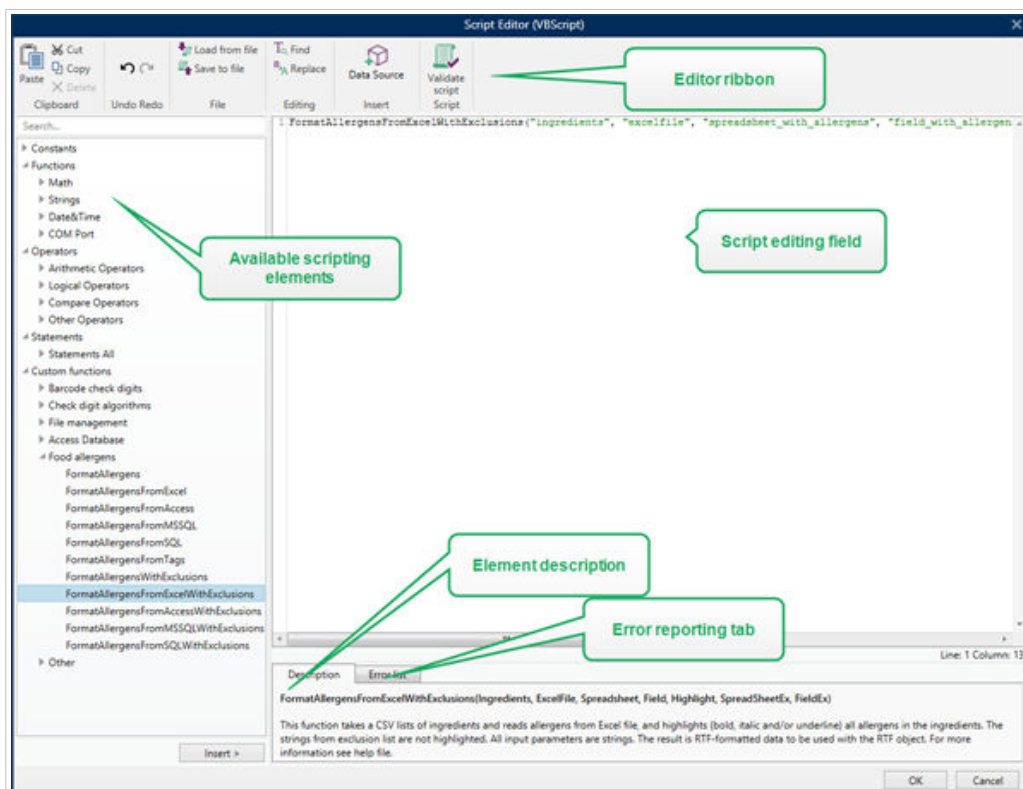 Script Editor (VBScript)
Paste
Cut
Copy
Delete
Clipboard
Undo Redo
Load from file
Save to file
File
Find
Replace
Editing
Data Source
Insert
Validate
script
Script
Editor ribbon
Search...
Constants
Functions
Math
Strings
Date&Time
COM Port
Operators
Arithmetic Operators
Logical Operators
Compare Operators
Other Operators
Statements
Statements All
Custom functions
Barcode check digits
Check digit algorithms
File management
Access Database
Food allergens
FormatAllergens
FormatAllergensFromExcel
FormatAllergensFromAccess
FormatAllergensFromMSSQL
FormatAllergensFromSQL
FormatAllergensFromTags
FormatAllergensWithExclusions
FormatAllergensFromExcelWithExclusions
FormatAllergensFromAccessWithExclusions
FormatAllergensFromMSSQLWithExclusions
FormatAllergensFromSQLWithExclusions
Other
Insert >
Available scripting
elements
1 FormatAllergensFromExcelWithExclusions("ingredients", "excelfile", "spreadsheet_with_allergens", "field_with_allergen
Script editing field
Element description
Error reporting tab
Line: 1 Column: 13
Description
Error list
FormatAllergensFromExcelWithExclusions(Ingredients, ExcelFile, Spreadsheet, Field, Highlight, SpreadSheetEx, FieldEx)
This function takes a CSV lists of ingredients and reads allergens from Excel file, and highlights (bold, italic and/or underline) all allergens in the ingredients. The
strings from exclusion list are not highlighted. All input parameters are strings. The result is RTF-formatted data to be used with the RTF object. For more
information see help file.
OK
Cancel